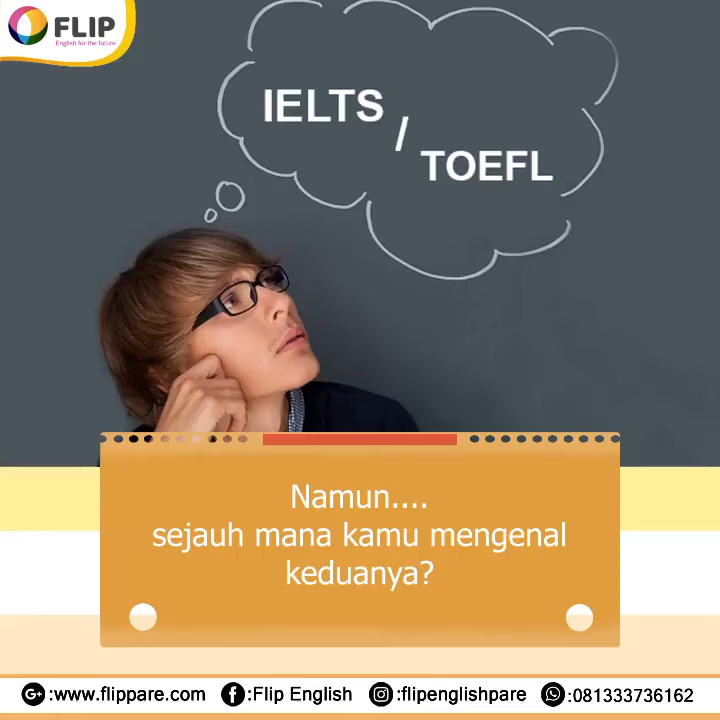 FLIP
English for the future
IELTS
/
TOEFL
Namun....
sejauh mana kamu mengenal
keduanya?
G+:www.flippare.com f:Flip English :flipenglishpare :081333736162